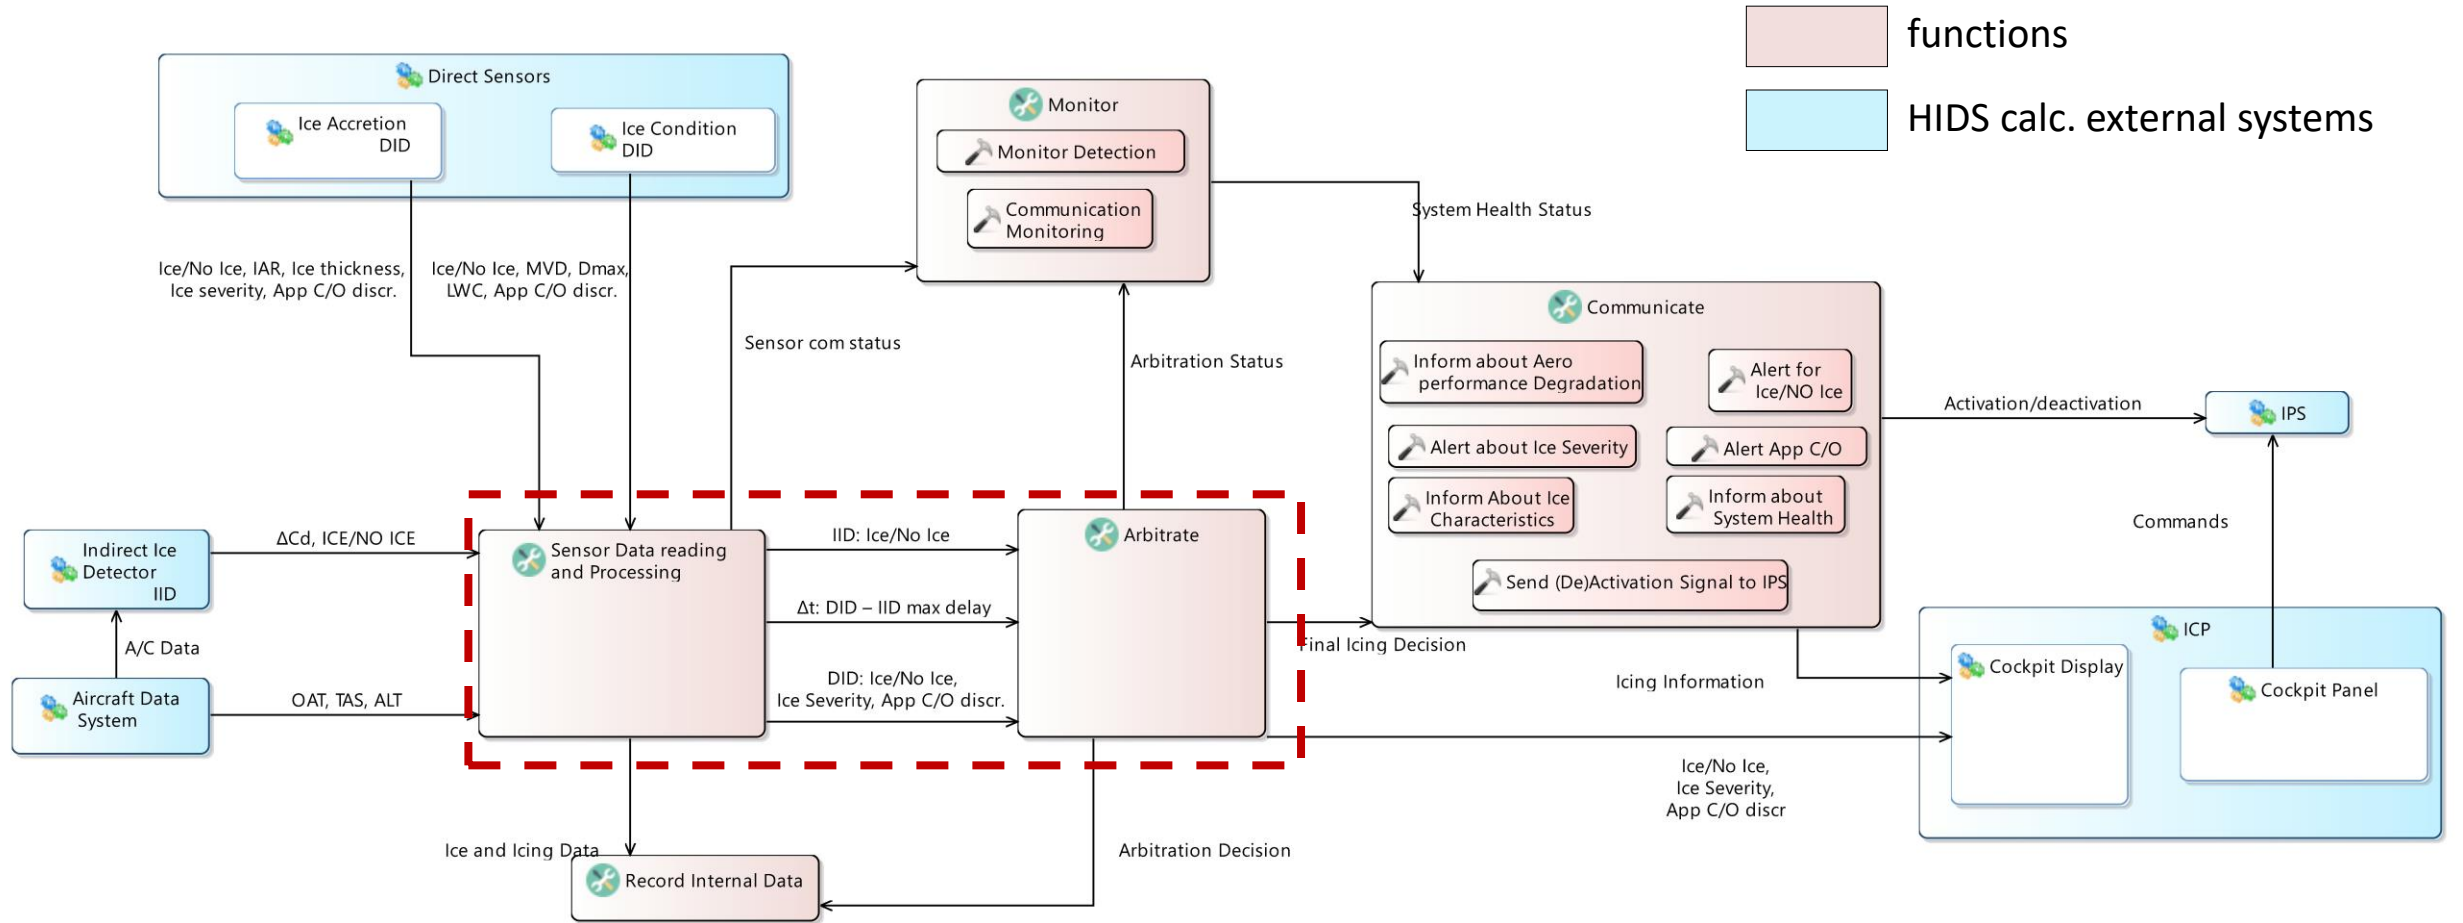 functions
HIDS calc. external systems
Direct Sensors
Ice Accretion
DID
Ice Condition
DID
Monitor
Monitor Detection
Communication
Monitoring
System Health Status
Ice/No Ice, IAR, Ice thickness,
Ice severity, App C/O discr.
Ice/No Ice, MVD, Dmax,
LWC, App C/O discr.
Sensor com status
Arbitration Status
Communicate
Inform about Aero
performance Degradation
Alert for
Ice/NO Ice
Alert about Ice Severity
Alert App C/O
Inform About Ice
Characteristics
Inform about
System Health
Send (De)Activation Signal to IPS
Activation/deactivation
IPS
Commands
Indirect Ice
Detector
IID
ΔCd, ICE/NO ICE
A/C Data
Aircraft Data
System
OAT, TAS, ALT
Sensor Data reading
and Processing
IID: Ice/No Ice
Δt: DID – IID max delay
DID: Ice/No Ice,
Ice Severity, App C/O discr.
Arbitrate
Final Icing Decision
ICP
Cockpit Display
Cockpit Panel
Icing Information
Ice/No Ice,
Ice Severity,
App C/O discr
Ice and Icing Data
Arbitration Decision
Record Internal Data